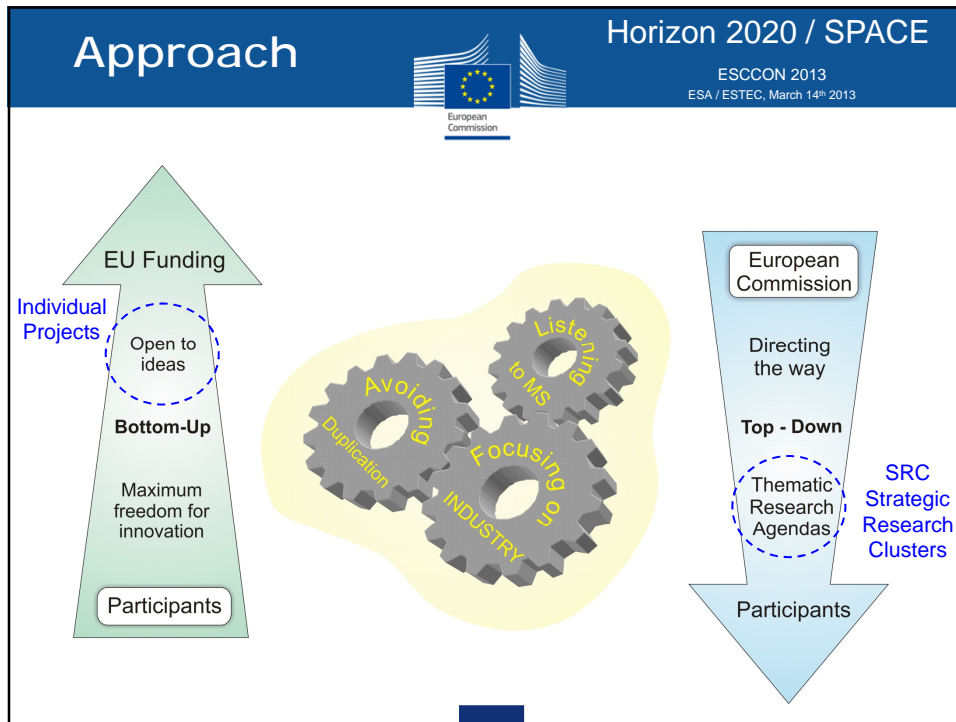 Approach
European
Commission
Horizon 2020 / SPACE
ESCCON 2013
ESA / ESTEC, March 14th 2013
EU Funding
Individual
Projects
Open to
ideas
Bottom-Up
Maximum
freedom for
innovation
Participants
Avoiding
Duplication
Listening
to MS
Focusing on
INDUSTRY
European
Commission
Directing
the way
Top - Down
Thematic
Research
Agendas
SRC
Strategic
Research
Clusters
Participants